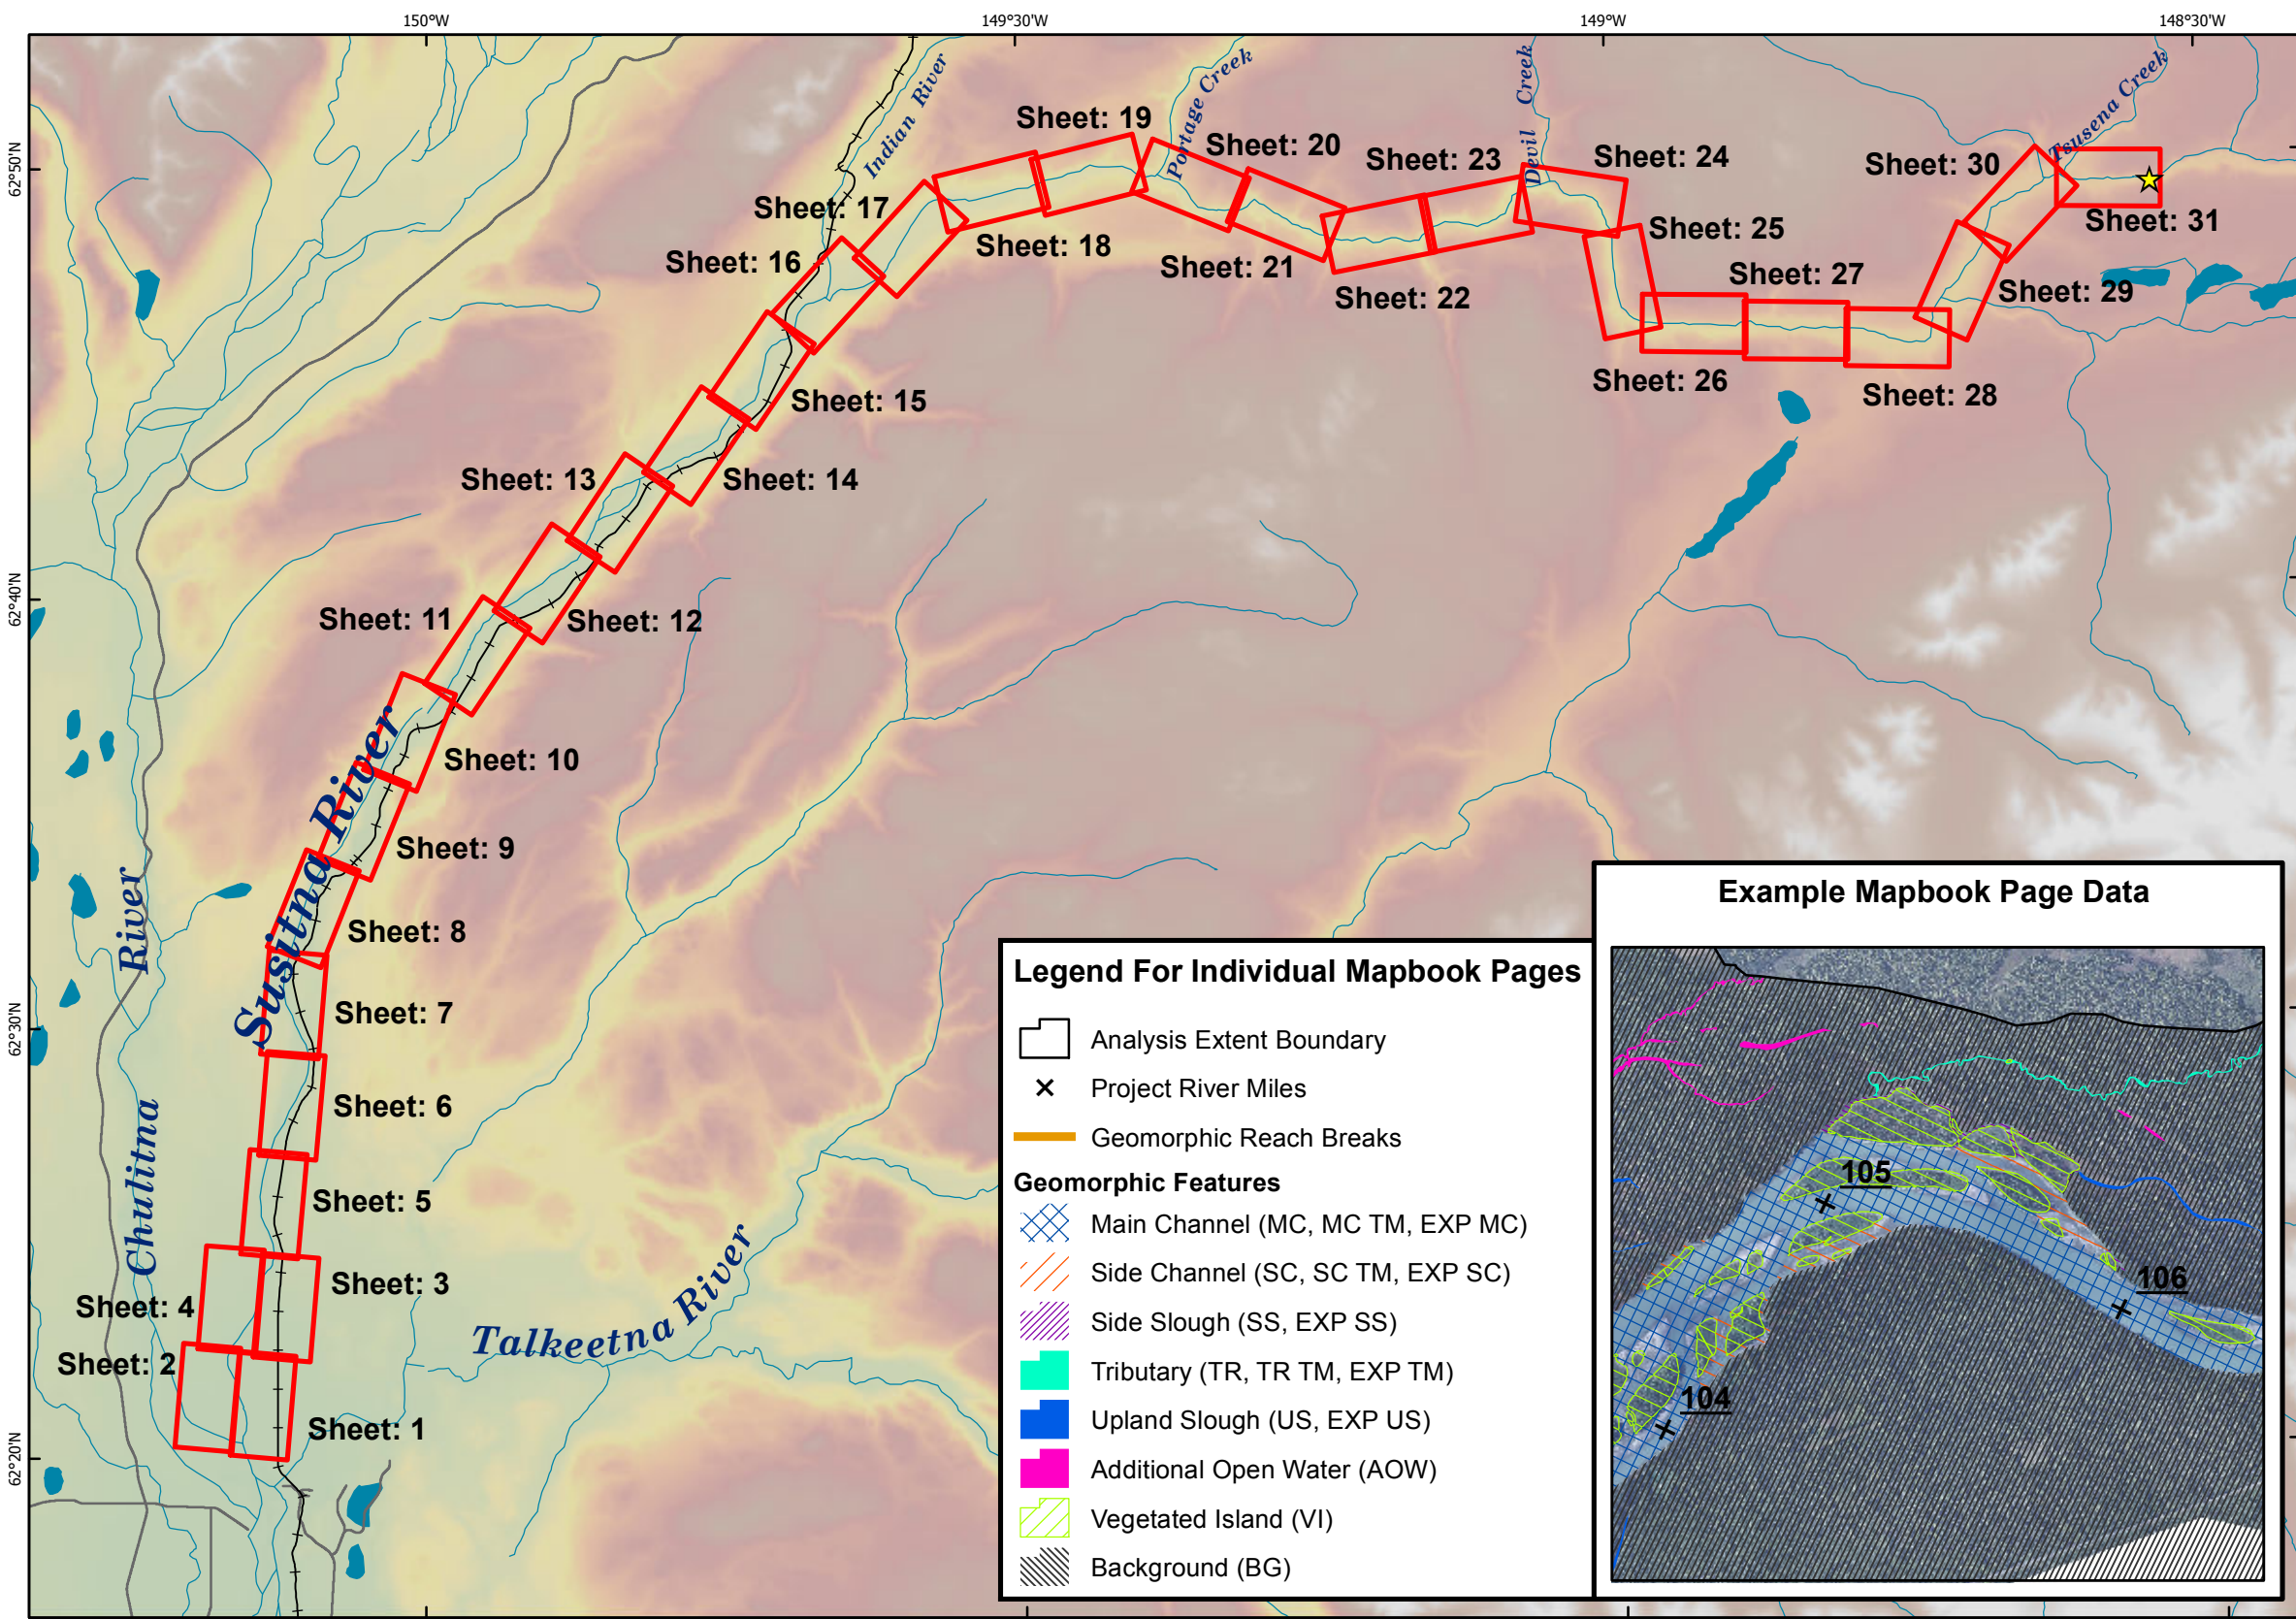 150°W
149°30'W
149°W
148°30'W
62°50'N
62°40'N
62°30'N
62°20'N
Indian River
Portage Creek
Devil Creek
Tsusena Creek
Sheet: 19
Sheet: 20
Sheet: 23
Sheet: 24
Sheet: 30
Sheet: 17
Sheet: 31
Sheet: 25
Sheet: 18
Sheet: 16
Sheet: 21
Sheet: 27
Sheet: 29
Sheet: 22
Sheet: 26
Sheet: 28
Sheet: 15
Sheet: 13
Sheet: 14
Sheet: 11
Sheet: 12
Sheet: 10
Sheet: 9
Sheet: 8
Sheet: 7
Sheet: 6
Sheet: 5
Sheet: 3
Sheet: 4
Sheet: 2
Sheet: 1
Susitna River
Chulitna River
Talkeetna River
Legend For Individual Mapbook Pages
Analysis Extent Boundary
Project River Miles
Geomorphic Reach Breaks
Geomorphic Features
Main Channel (MC, MC TM, EXP MC)
Side Channel (SC, SC TM, EXP SC)
Side Slough (SS, EXP SS)
Tributary (TR, TR TM, EXP TM)
Upland Slough (US, EXP US)
Additional Open Water (AOW)
Vegetated Island (VI)
Background (BG)
Example Mapbook Page Data
105
106
104